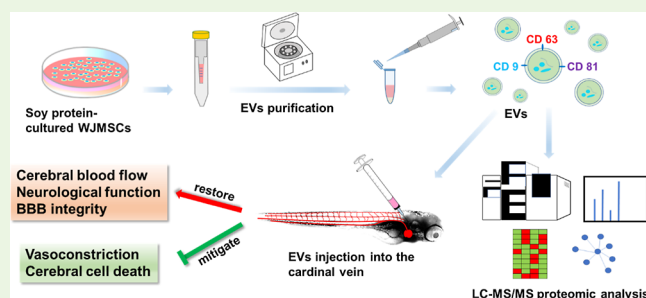 CD 63
CD 9
CD 81
Soy protein-
cultured WJMSCs
EVs purification
EVs
Cerebral blood flow
Neurological function
BBB integrity
restore
mitigate
Vasoconstriction
Cerebral cell death
EVs injection into the
cardinal vein
LC-MS/MS proteomic analysis